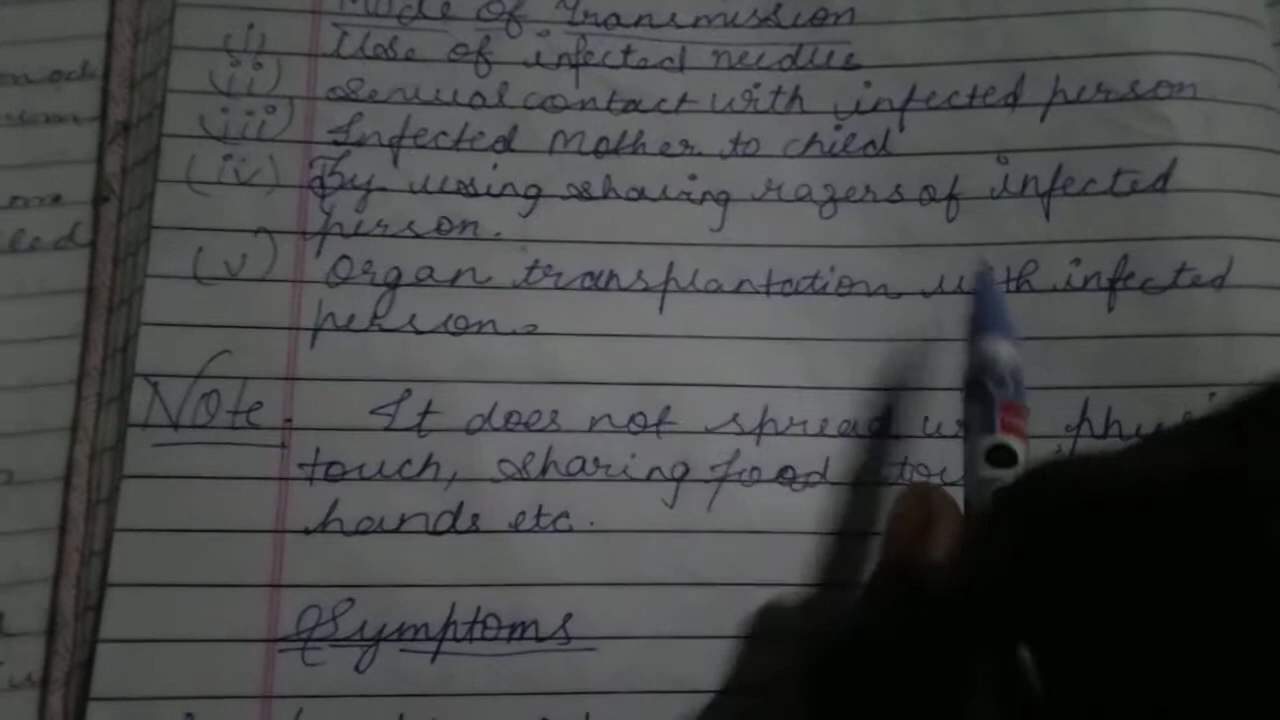 Mode of Transmission
(i) Use of infected needle
(ii) Sexual contact with infected person
(iii) Infected Mother to child
(iv) By using shaving razers of infected
person.
(v) Organ transplantation with infected
person.
Note. It does not spread
touch, sharing food
hands etc.
Symptoms